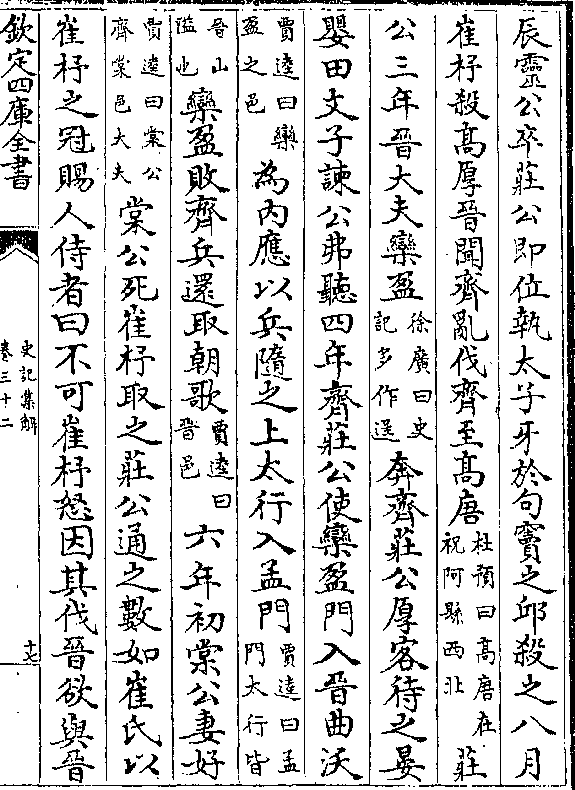 辰靈公卒莊公即位執太子牙於句竇之邱殺之八月
崔杼殺高厚晉聞齊亂伐齊至高唐杜預曰高唐在祝阿縣西北莊
公三年晉大夫欒盈徐廣曰史記多作逞奔齊莊公厚客待之晏
嬰田文子諫公弗聽四年齊莊公使欒盈門入晉曲沃
賈逵曰欒盈之邑為内應以兵隨之上太行入孟門賈逵曰孟門太行皆
晉山隘也欒盈敗齊兵還取朝歌賈逵曰晉邑六年初棠公妻好
賈逵曰棠公齊棠邑大夫棠公死崔杼取之莊公通之數如崔氏以
崔杼之冠賜人侍者曰不可崔杼怒因其伐晉欲與晉
欽定四庫全書
史記集解
卷三十二
十七